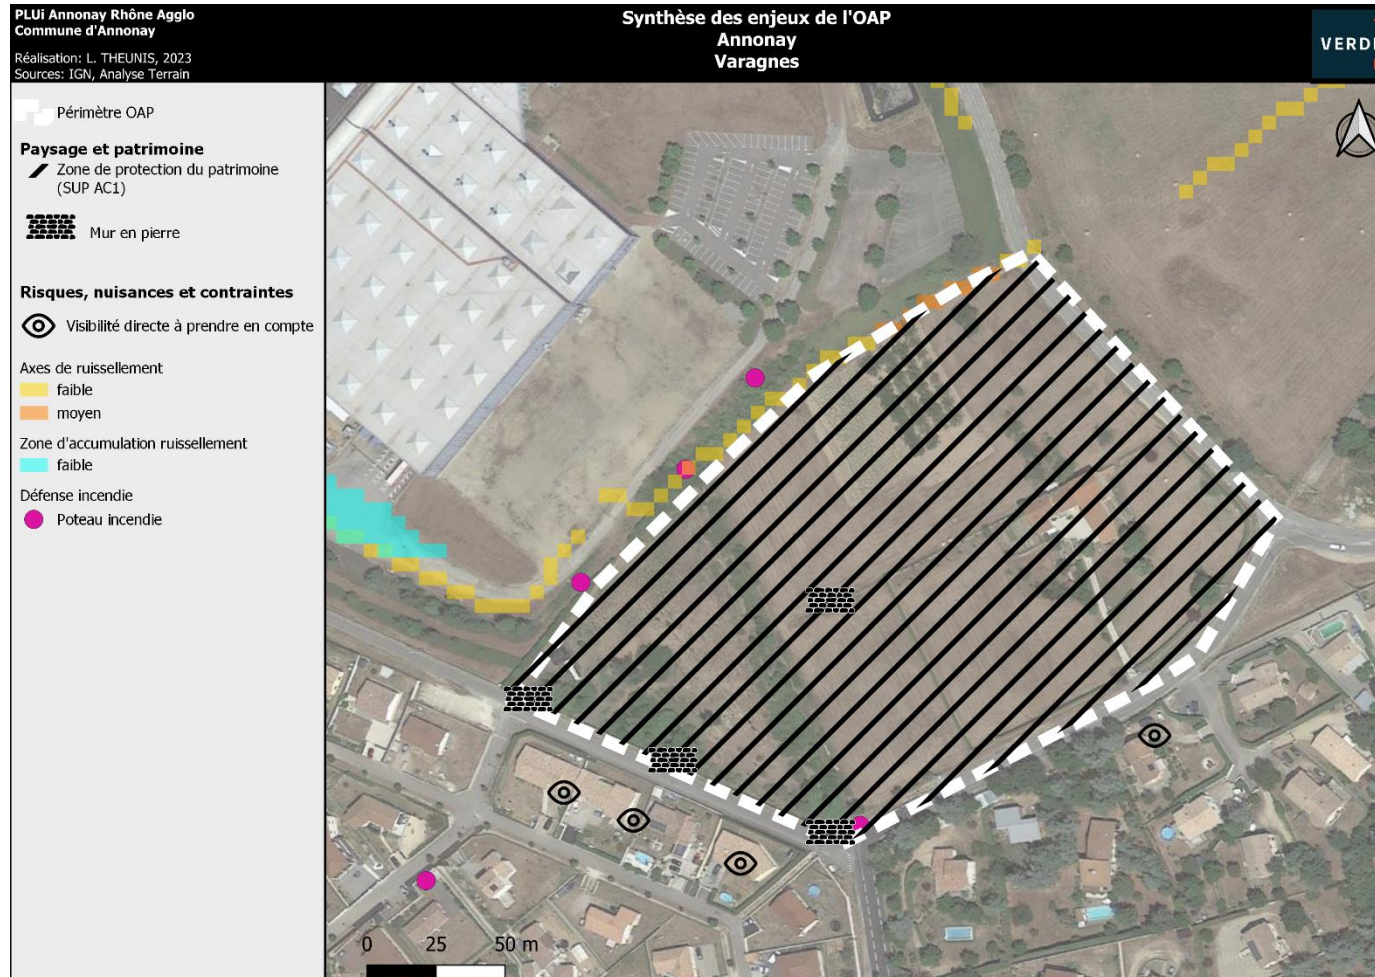 PLUi Annonay Rhône Agglo
Commune d'Annonay
Réalisation: L. THEUNIS, 2023
Sources: IGN, Analyse Terrain
Synthèse des enjeux de l'OAP
Annonay
Varagnes
VERDI
Périmètre OAP
Paysage et patrimoine
Zone de protection du patrimoine
(SUP AC1)
Mur en pierre
Risques, nuisances et contraintes
Visibilité directe à prendre en compte
Axes de ruissellement
faible
moyen
Zone d'accumulation ruissellement
faible
Défense incendie
Poteau incendie
0 25 50 m